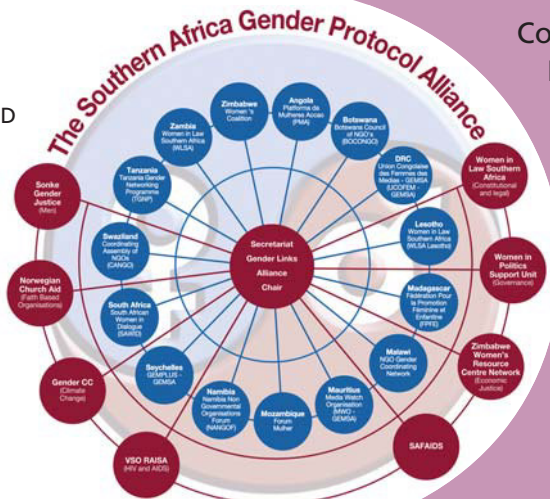 The Southern Africa Gender Protocol Alliance
Co
D
Zimbabwe
Women 's
Coalition
Angola
Plataforma da
Mulheres Accao
(PMA)
Botswana
Botswana Council
of NGO's
(BOCONGO)
DRC
Union Congolaise
des Femmes des
Medias - GEMSA
(UCOFEM -
GEMSA)
Lesotho
Women in
Law Southern
Africa
(WLSA Lesotho)
Madagascar
Fédération Pour
la Promotion
Féminine et
Enfantine
(FPFE)
Malawi
NGO Gender
Coordinating
Network
Mauritius
Media Watch
Organisation
(MWO -
GEMSA)
Mozambique
Forum
Mulher
Namibia
Namibia Non
Governmental
Organisations
Forum
(NANGOF)
Seychelles
GEMPLUS -
GEMSA
South Africa
South African
Women in
Dialogue
(SAWID)
Swaziland
Coordinating
Assembly of
NGOs
(CANGO)
Tanzania
Tanzania Gender
Networking
Programme
(TGNP)
Zambia
Women in Law
Southern Africa
(WLSA)
Secretariat
Gender Links
Alliance
Chair
Women in
Law Southern
Africa
(Constitutional
and legal)
Women in
Politics
Support Unit
(Governance)
Zimbabwe
Women's
Resource
Centre Network
(Economic
Justice)
SAFAIDS
VSO RAISA
(HIV and AIDS)
Gender CC
(Climate
Change)
Norwegian
Church Aid
(Faith Based
Organisations)
Sonke
Gender
Justice
(Men)